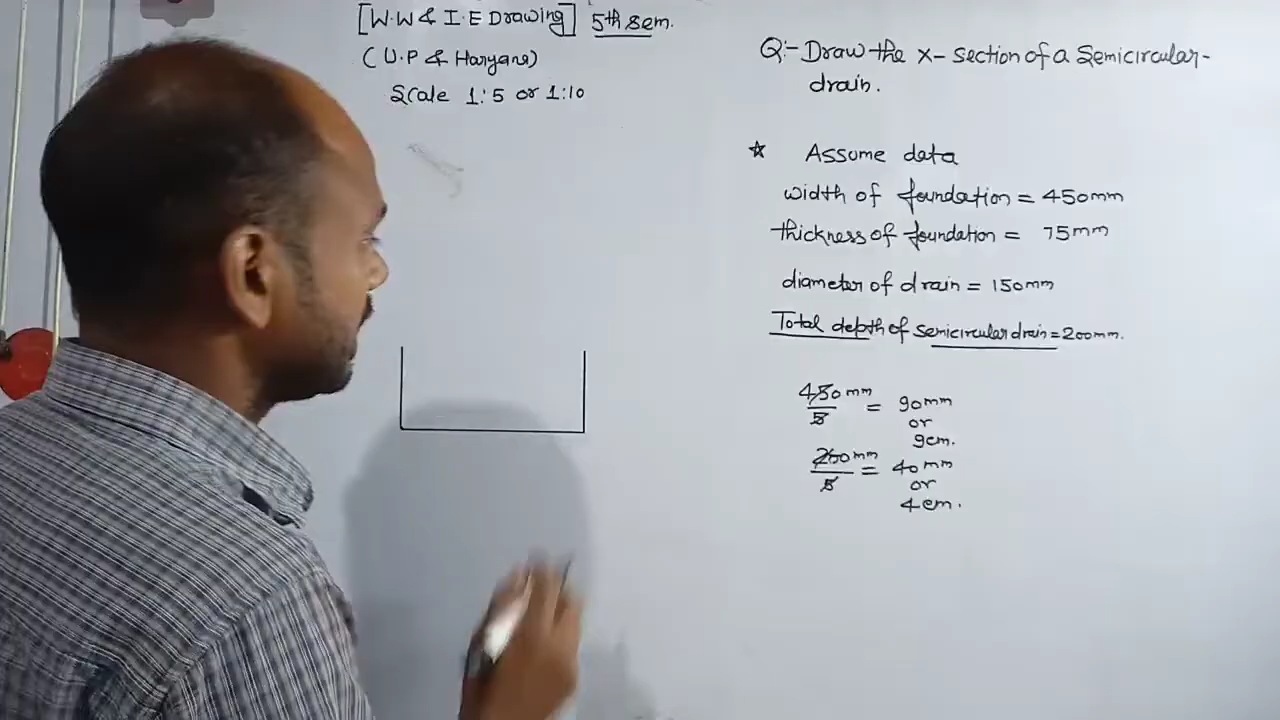 [W.W & I.E Drawing] 5th sem.
(U.P & Haryana)
Scale 1:5 or 1:10
Q:- Draw the x-section of a Semicircular-
drain.
☆ Assume data
width of foundation = 450mm
thickness of foundation = 75mm
diameter of drain = 150mm
Total depth of semicircular drain = 200mm.
450mm/5 = 90mm
or
9cm.
200mm/5 = 40mm
or
4cm.